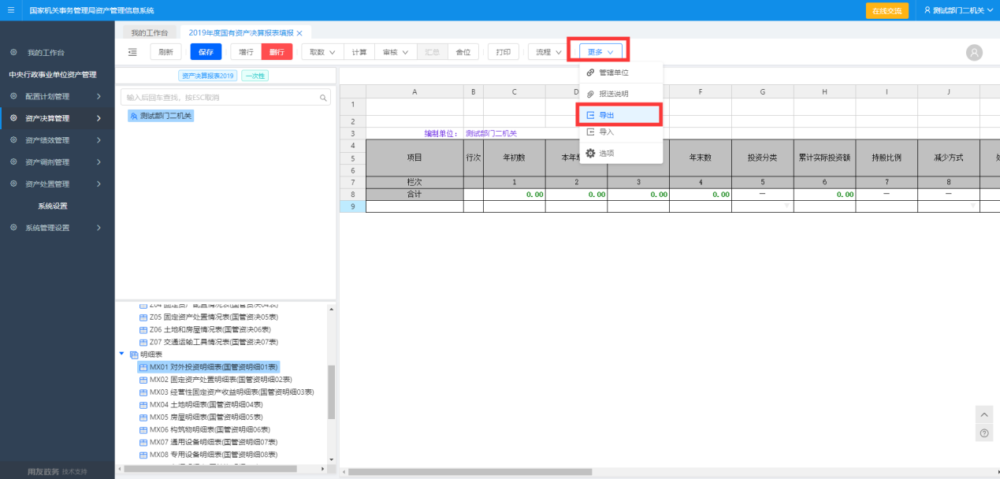 国家机关事务管理局资产管理信息系统
在线交流
测试部门二机关
我的工作台
2019年度国有资产决算报表填报
刷新 保存 增行 删行 取数 计算 审核 汇总 舍位 打印 流程 更多
我的工作台
中央行政事业单位资产管理
配置计划管理
资产决算管理
资产绩效管理
资产调剂管理
资产处置管理
系统设置
系统管理设置
用友政务 技术支持
资产决算报表2019 一次性
输入后回车查找，按ESC取消
测试部门二机关
Z05 固定资产处置情况表(国管资决05表)
Z06 土地和房屋情况表(国管资决06表)
Z07 交通运输工具情况表(国管资决07表)
明细表
MX01 对外投资明细表(国管资明细01表)
MX02 固定资产处置明细表(国管资明细02表)
MX03 经营性固定资产收益明细表(国管资明细03表)
MX04 土地明细表(国管资明细04表)
MX05 房屋明细表(国管资明细05表)
MX06 构筑物明细表(国管资明细06表)
MX07 通用设备明细表(国管资明细07表)
MX08 专用设备明细表(国管资明细08表)
管辖单位
报送说明
导出
导入
选项
A B C D F G H I J
1
2
3 编制单位： 测试部门二机关
4
5 项目 行次 年初数 本年 年末数 投资分类 累计实际投资额 持股比例 减少方式
6
7 栏次 1 2 3 4 5 6 7 8
8 合计 0.00 0.00 0.00 0.00 — 0.00 — —
9